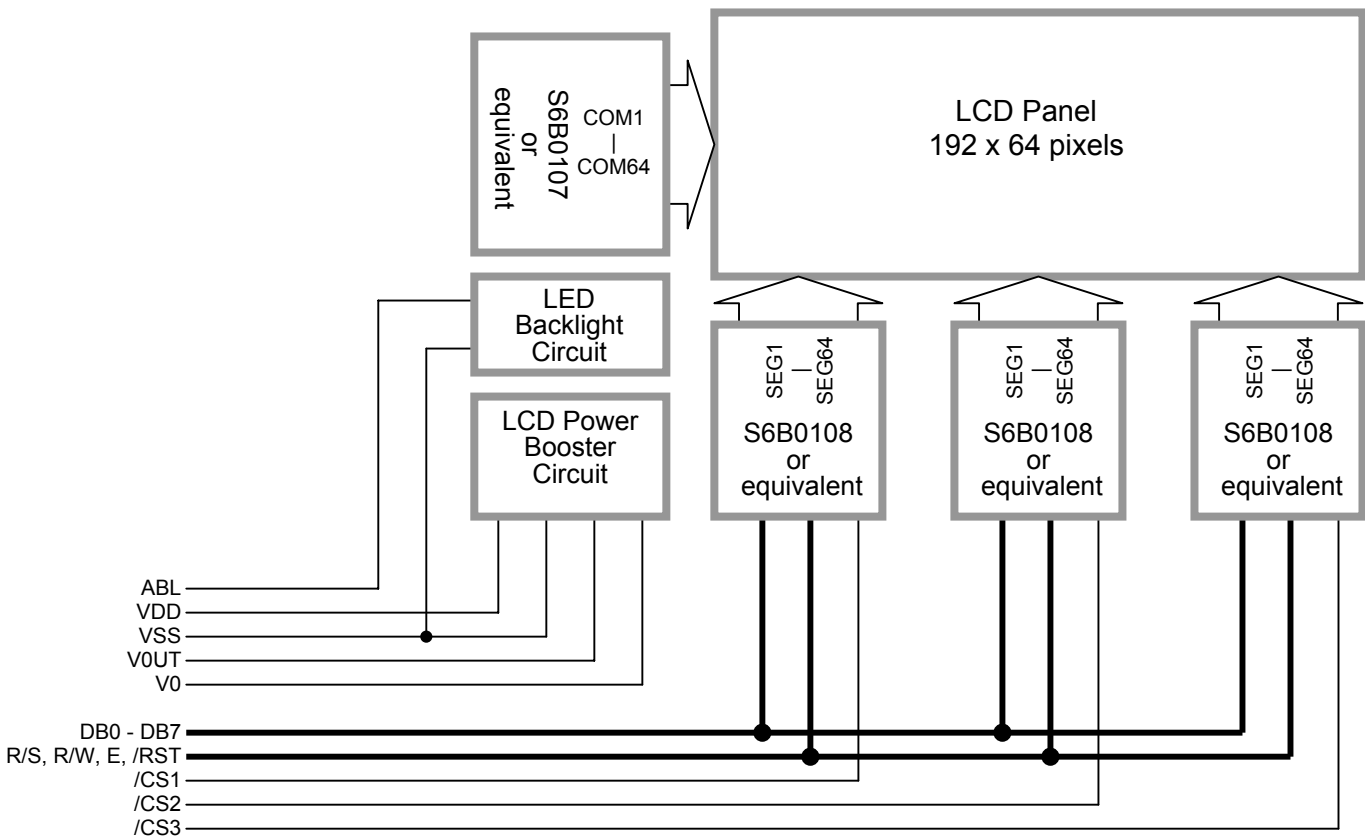 S6B0107
or
equivalent
COM1
|
COM64
LCD Panel
192 x 64 pixels
LED
Backlight
Circuit
LCD Power
Booster
Circuit
SEG1
|
SEG64
S6B0108
or
equivalent
SEG1
|
SEG64
S6B0108
or
equivalent
SEG1
|
SEG64
S6B0108
or
equivalent
ABL
VDD
VSS
V0UT
V0
DB0 - DB7
R/S, R/W, E, /RST
/CS1
/CS2
/CS3